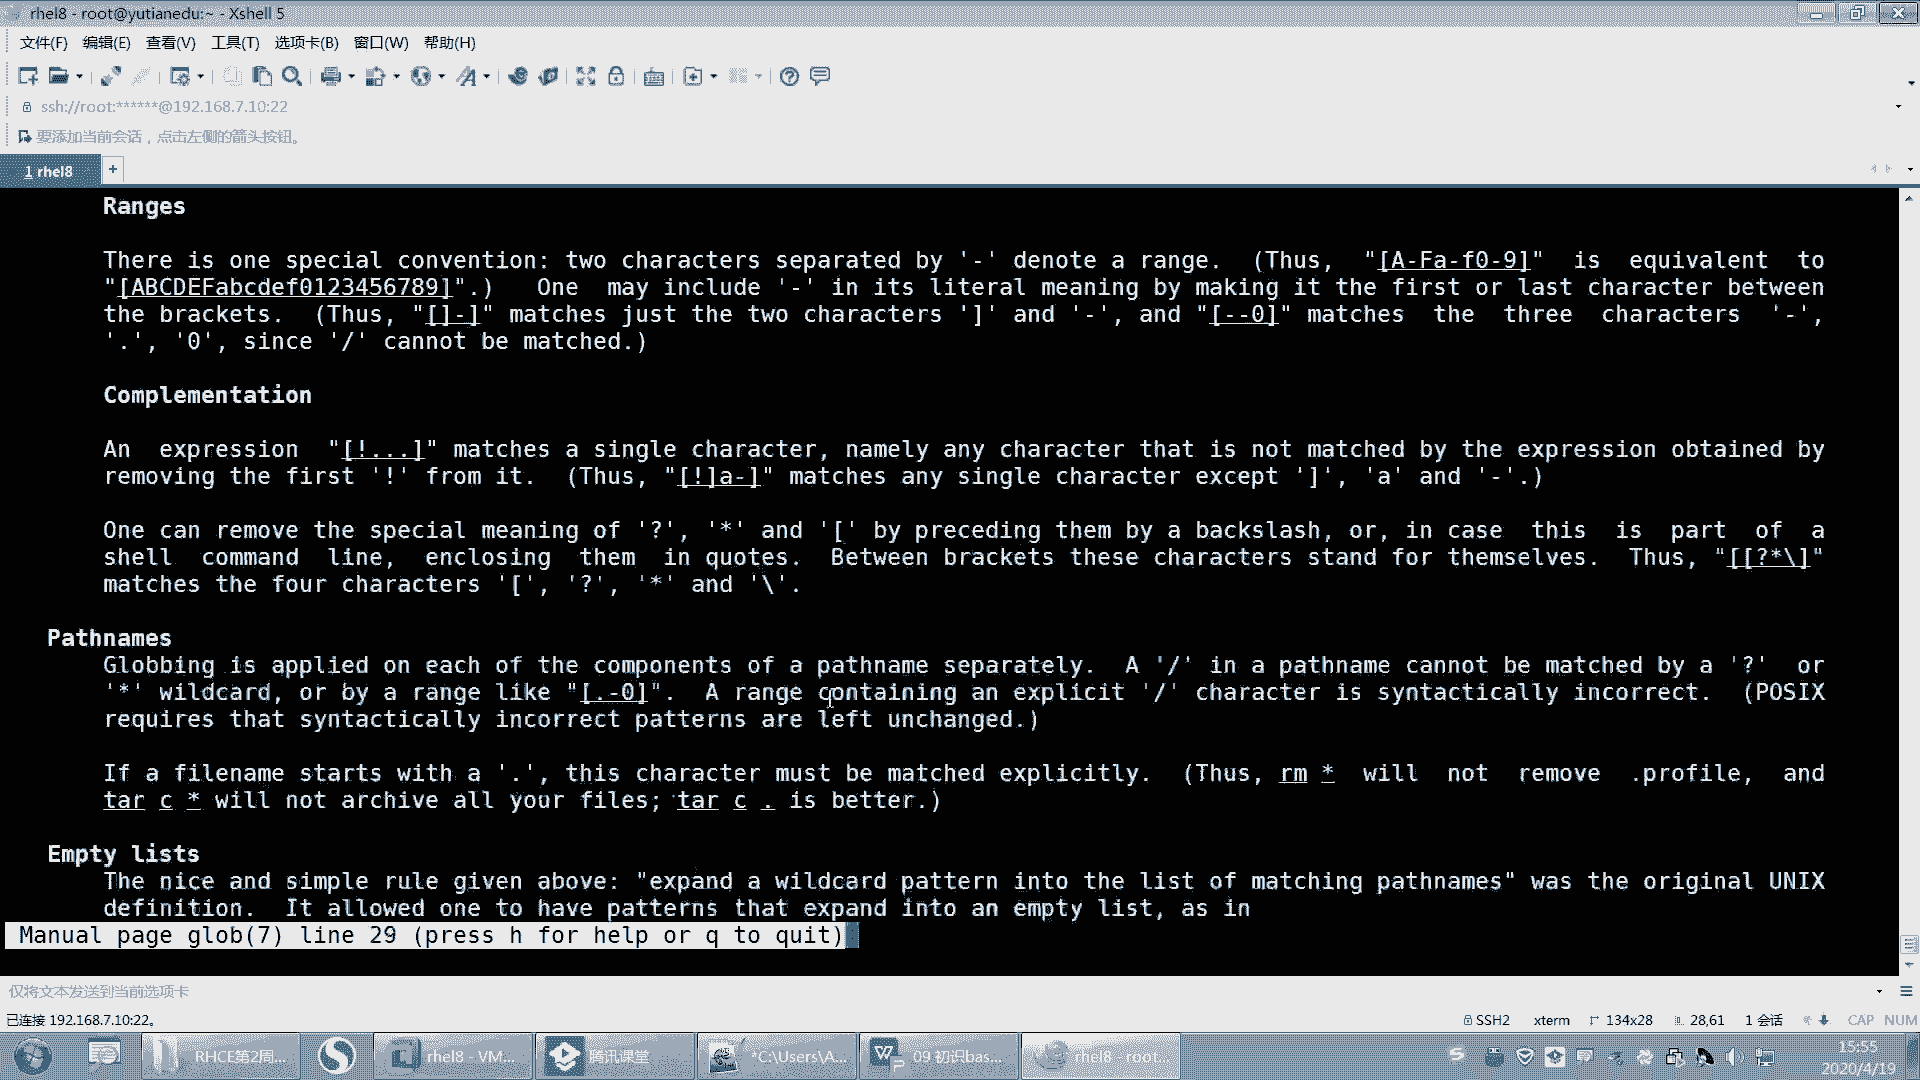 rhel8 - root@yutianedu:~ - Xshell 5
文件(F) 编辑(E) 查看(V) 工具(T) 选项卡(B) 窗口(W) 帮助(H)
ssh://root:******@192.168.7.10:22
要添加当前会话，点击左侧的箭头按钮。
1 rhel8 +
Ranges
There is one special convention: two characters separated by '-' denote a range.  (Thus,  "[A-Fa-f0-9]"  is  equivalent  to
"[ABCDEFabcdef0123456789]".)   One  may include '-' in its literal meaning by making it the first or last character between
the brackets.  (Thus, "[]-]" matches just the two characters ']' and '-', and "[--0]" matches  the  three  characters  '-',
'.', '0', since '/' cannot be matched.)
Complementation
An  expression  "[!...]" matches a single character, namely any character that is not matched by the expression obtained by
removing the first '!' from it.  (Thus, "[!]a-]" matches any single character except ']', 'a' and '-'.)
One can remove the special meaning of '?', '*' and '[' by preceding them by a backslash, or, in case  this  is  part  of  a
shell  command  line,  enclosing  them  in quotes.  Between brackets these characters stand for themselves.  Thus, "[[?*\]"
matches the four characters '[', '?', '*' and '\'.
Pathnames
Globbing is applied on each of the components of a pathname separately.  A '/' in a pathname cannot be matched by a '?'  or
'*' wildcard, or by a range like "[.-0]".  A range containing an explicit '/' character is syntactically incorrect.  (POSIX
requires that syntactically incorrect patterns are left unchanged.)
If a filename starts with a '.', this character must be matched explicitly.  (Thus, rm *  will  not  remove  .profile,  and
tar c * will not archive all your files; tar c . is better.)
Empty lists
The nice and simple rule given above: "expand a wildcard pattern into the list of matching pathnames" was the original UNIX
definition.  It allowed one to have patterns that expand into an empty list, as in
Manual page glob(7) line 29 (press h for help or q to quit)
仅将文本发送到当前选项卡
已连接 192.168.7.10:22。 SSH2 xterm 134x28 28,61 1 会话 CAP NUM
RHCE第2周... rhel8 - VM... 腾讯课堂 *C:\Users\A... 09 初识bas... rhel8 - root... 15:55
2020/4/19